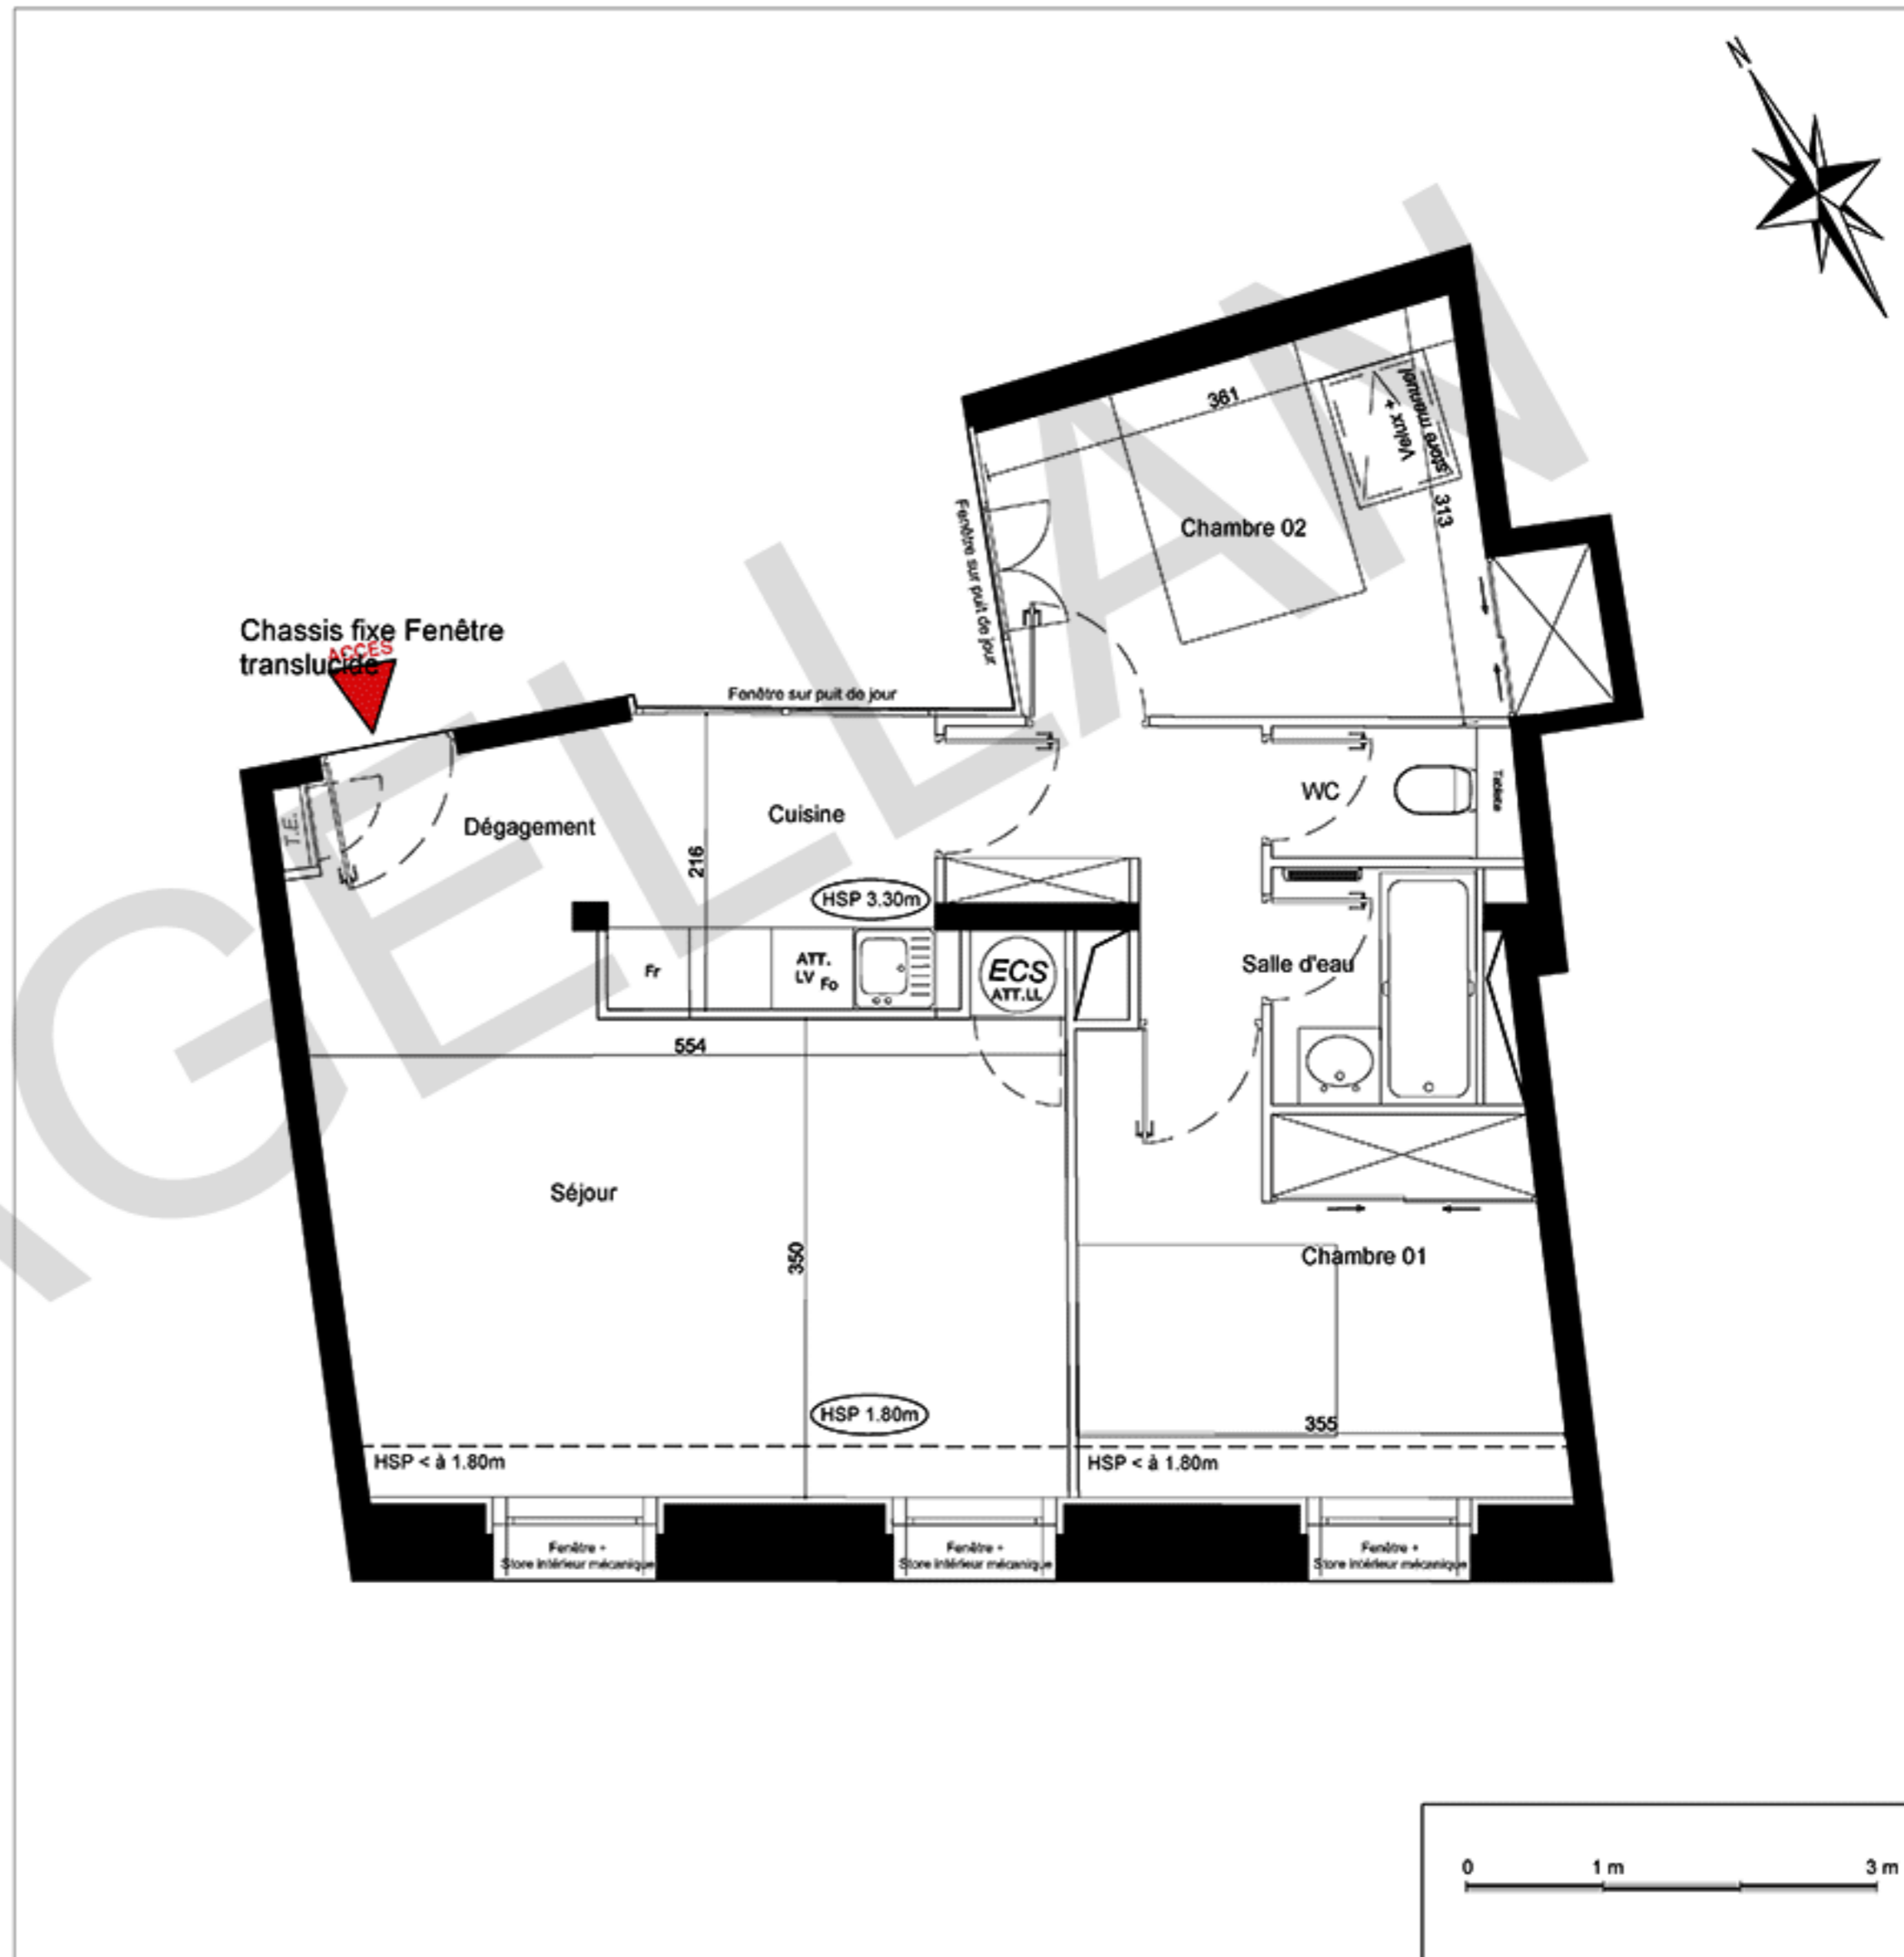 N
361
Velux +
store manuel
313
Chambre 02
Fenêtre sur puit de jour
Chassis fixe Fenêtre
translucide
ACCES
Fenêtre sur puit de jour
T.E.
Dégagement
Cuisine
216
WC
Tablette
HSP 3.30m
Fr
ATT.
LV
Fo
ECS
ATT.LL
Salle d'eau
554
Séjour
350
Chambre 01
HSP 1.80m
355
HSP < à 1.80m
HSP < à 1.80m
Fenêtre +
Store intérieur mécanique
Fenêtre +
Store intérieur mécanique
Fenêtre +
Store intérieur mécanique
0 1 m 3 m
GELLAN